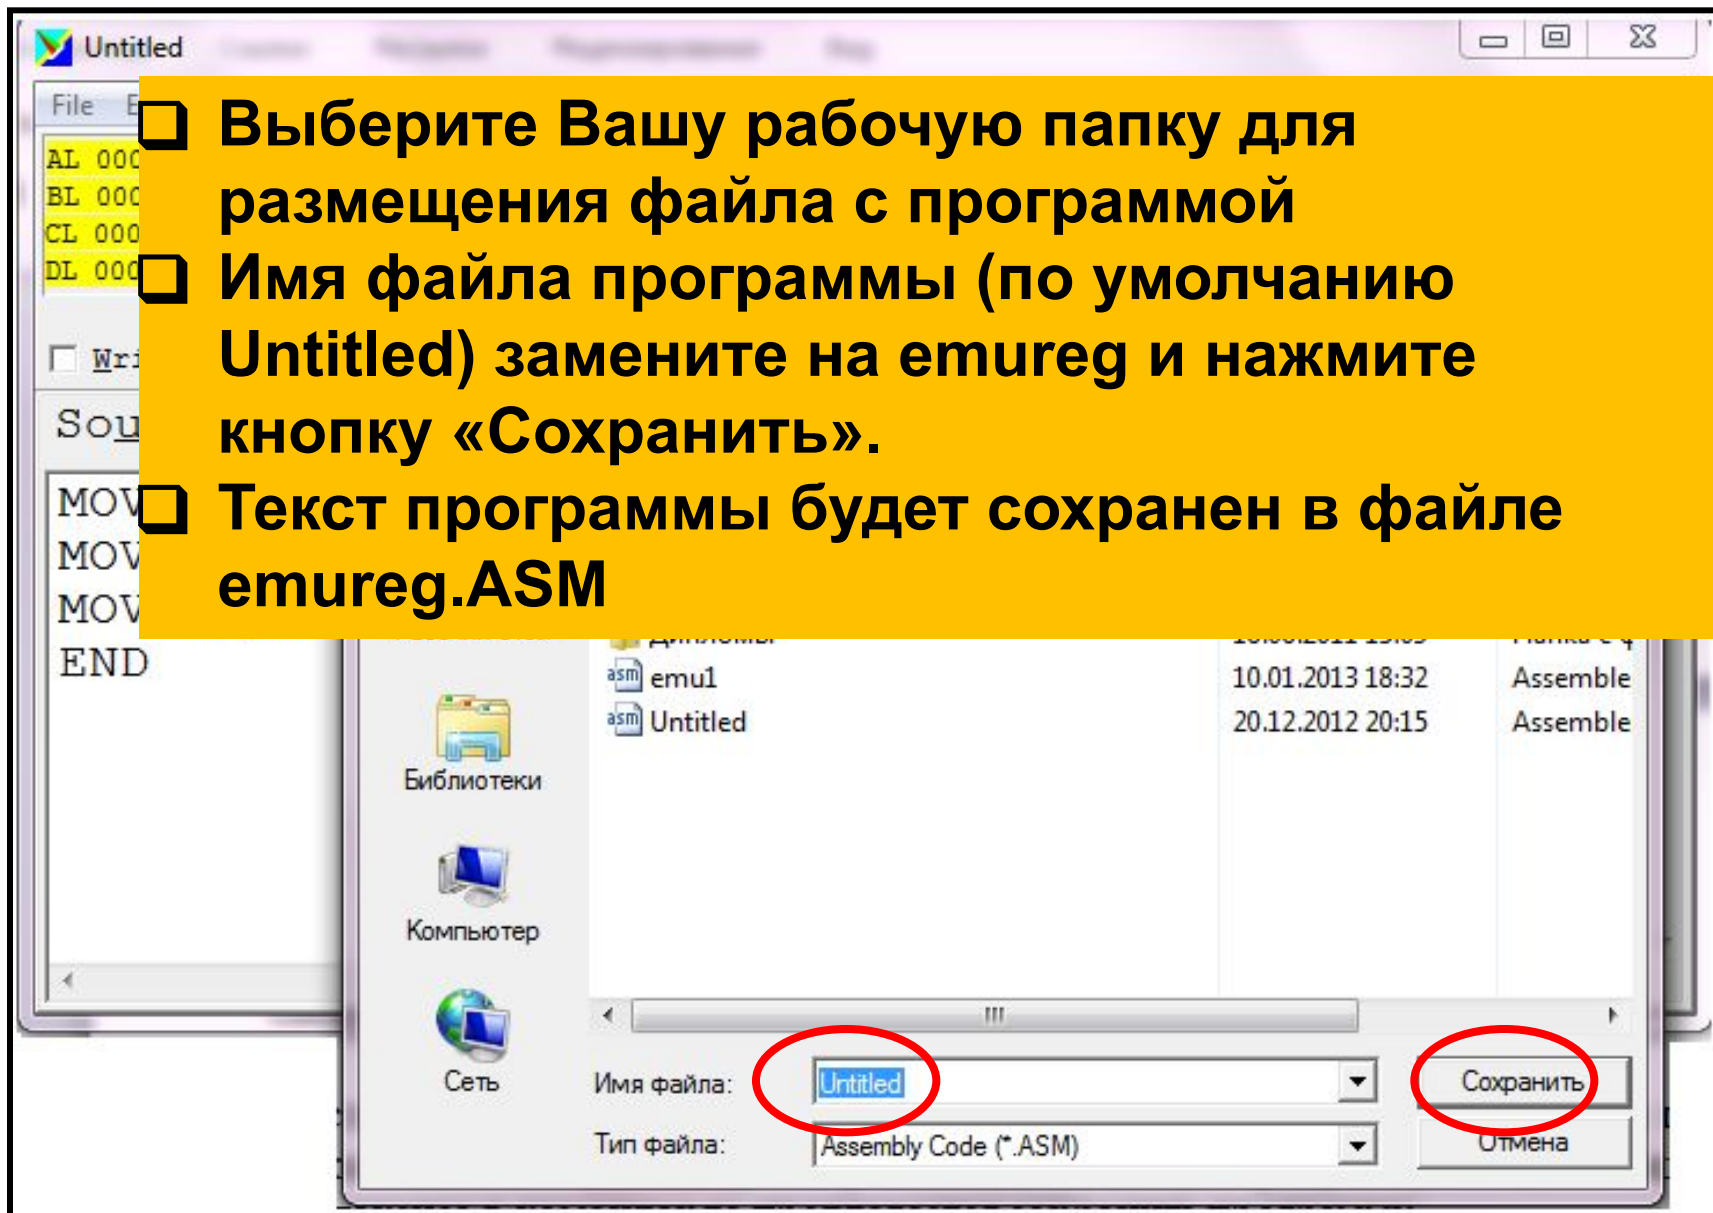 Untitled
File E
AL 000
BL 000
CL 000
DL 000
Wri
Sou
MOV
MOV
MOV
END
❑ Выберите Вашу рабочую папку для
размещения файла с программой
❑ Имя файла программы (по умолчанию
Untitled) замените на emureg и нажмите
кнопку «Сохранить».
❑ Текст программы будет сохранен в файле
emureg.ASM
emu1 10.01.2013 18:32 Assemble
Untitled 20.12.2012 20:15 Assemble
Библиотеки
Компьютер
Сеть
Имя файла: Untitled Сохранить
Тип файла: Assembly Code (*.ASM) Отмена